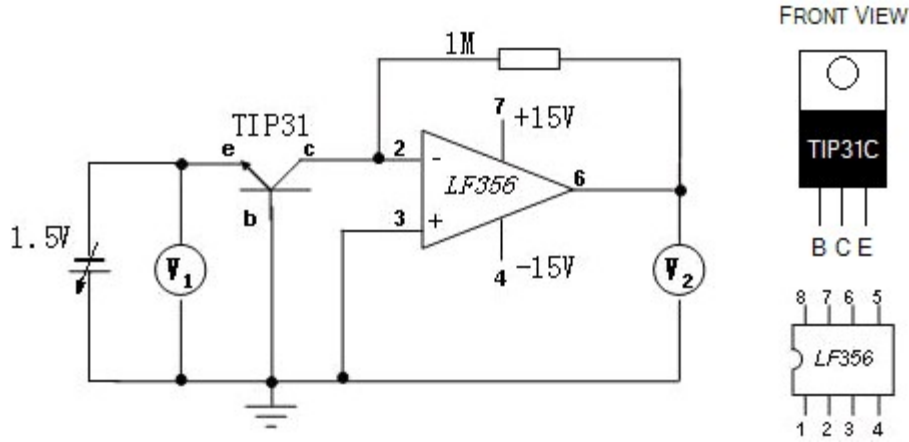 FRONT VIEW
1M
7
+15V
TIP31
e
c
2
-
LF356
6
TIP31C
b
3
+
1.5V
V1
4
-15V
V2
B C E
8 7 6 5
LF356
1 2 3 4